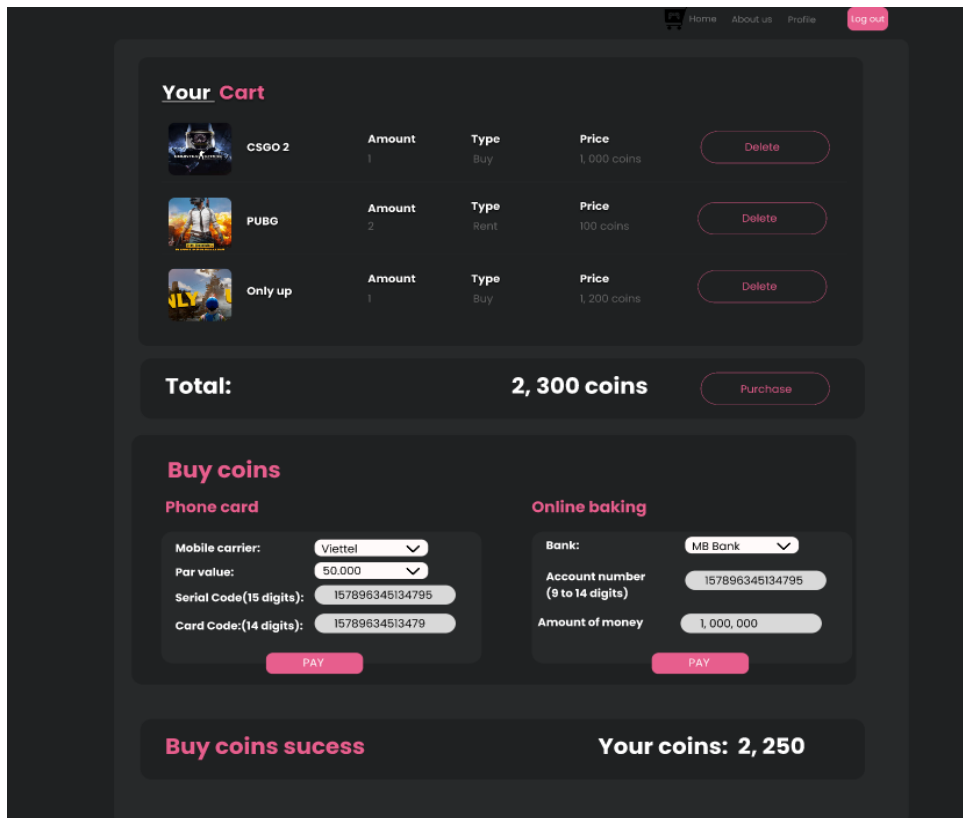 Home About us Profile Log out
Your Cart
CSGO 2 Amount Type Price Delete
1 Buy 1, 000 coins
PUBG Amount Type Price Delete
2 Rent 100 coins
Only up Amount Type Price Delete
1 Buy 1, 200 coins
ONLY
Total: 2, 300 coins Purchase
Buy coins
Phone card
Mobile carrier: Viettel
Par value: 50.000
Serial Code(15 digits): 157896345134795
Card Code:(14 digits): 15789634513479
PAY
Online baking
Bank: MB Bank
Account number
(9 to 14 digits) 157896345134795
Amount of money 1, 000, 000
PAY
Buy coins sucess Your coins: 2, 250